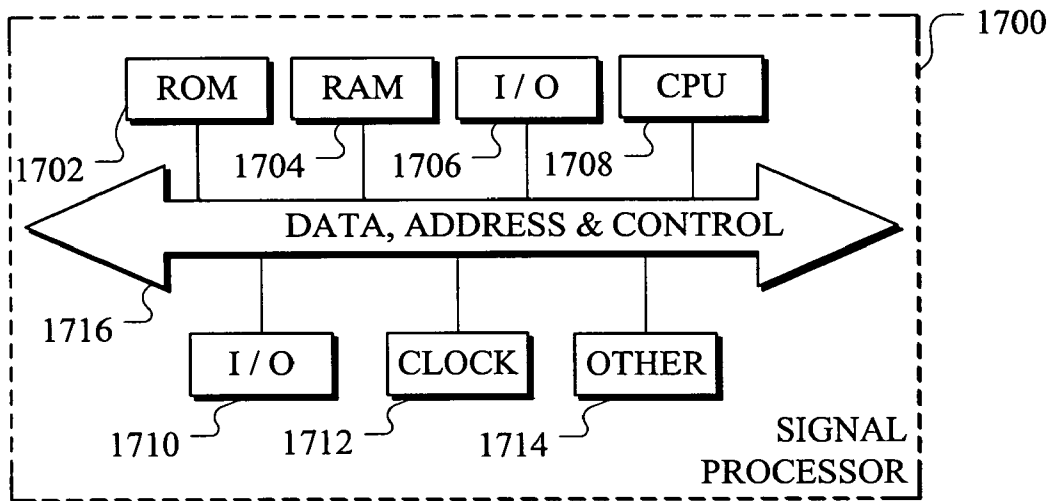 1700
ROM
RAM
I / O
CPU
1702
1704
1706
1708
DATA, ADDRESS & CONTROL
1716
I / O
CLOCK
OTHER
1710
1712
1714
SIGNAL
PROCESSOR